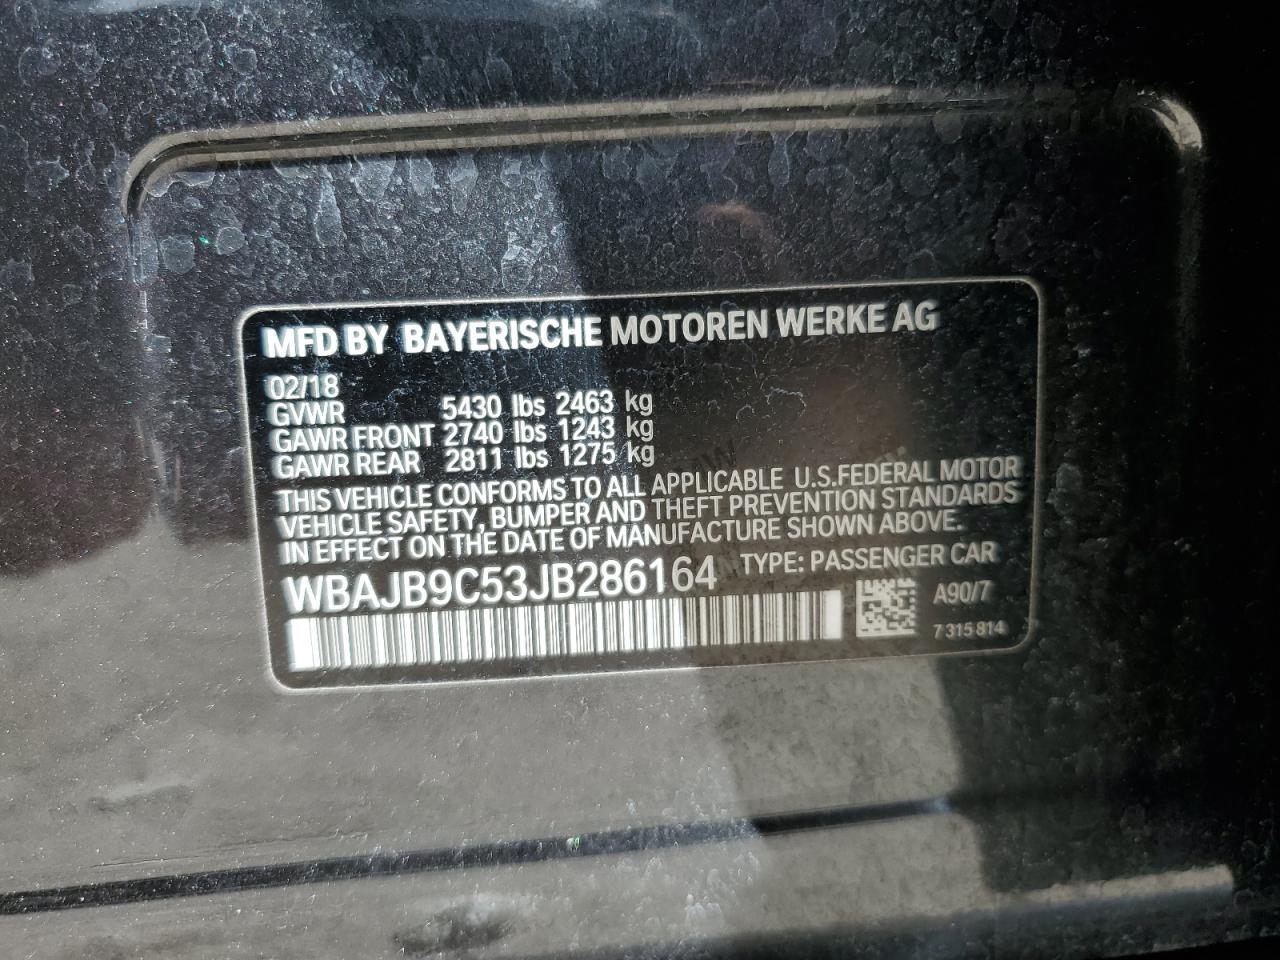 MFD BY BAYERISCHE MOTOREN WERKE AG
02/18
GVWR 5430 lbs 2463 kg
GAWR FRONT 2740 lbs 1243 kg
GAWR REAR 2811 lbs 1275 kg
THIS VEHICLE CONFORMS TO ALL APPLICABLE U.S.FEDERAL MOTOR
VEHICLE SAFETY, BUMPER AND THEFT PREVENTION STANDARDS
IN EFFECT ON THE DATE OF MANUFACTURE SHOWN ABOVE.
WBAJB9C53JB286164 TYPE: PASSENGER CAR
A90/7
7 315 814